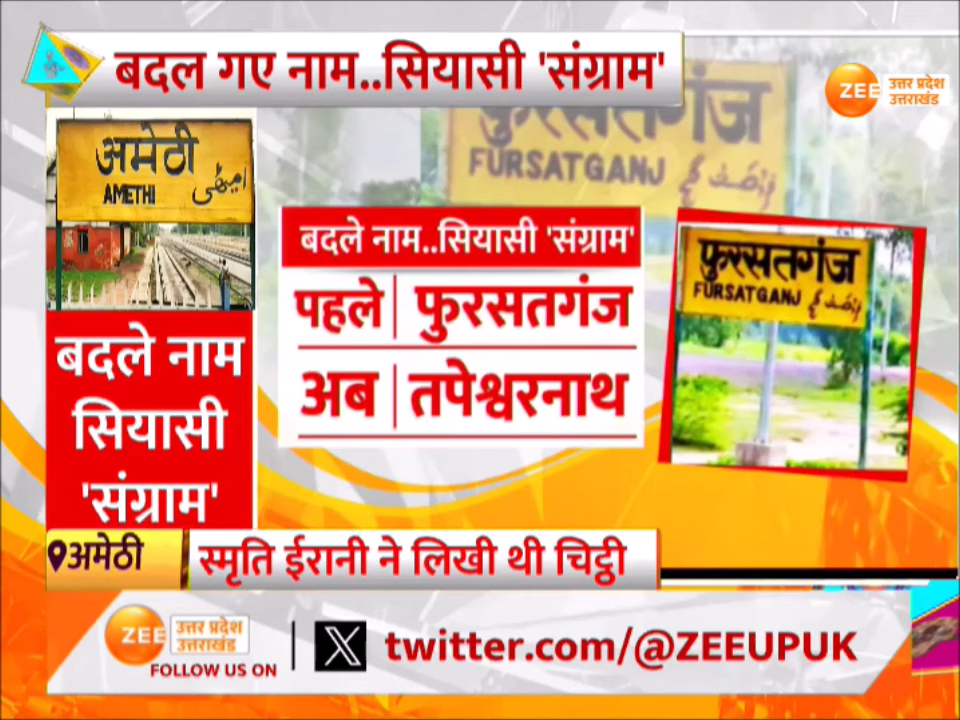 बदल गए नाम..सियासी 'संग्राम'
ZEE उत्तर प्रदेश
उत्तराखंड
अमेठी
AMETHI
امیٹھی
फुरसतगंज
FURSATGANJ
बदले नाम..सियासी 'संग्राम'
पहले फुरसतगंज
अब तपेश्वरनाथ
फुरसतगंज
FURSATGANJ
बदले नाम
सियासी
'संग्राम'
अमेठी
स्मृति ईरानी ने लिखी थी चिट्ठी
ZEE उत्तर प्रदेश
उत्तराखंड
FOLLOW US ON
X twitter.com/@ZEEUPUK